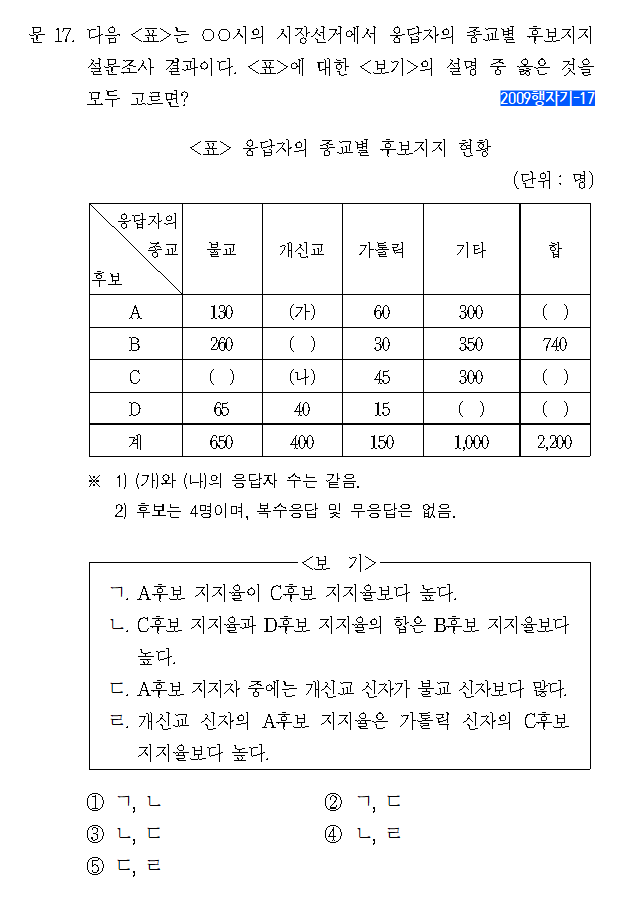 문 17. 다음 <표>는 ○○시의 시장선거에서 응답자의 종교별 후보지지
설문조사 결과이다. <표>에 대한 <보기>의 설명 중 옳은 것을
모두 고르면? 2009행자기-17
<표> 응답자의 종교별 후보지지 현황
(단위 : 명)
응답자의
종교 불교 개신교 가톨릭 기타 합
후보
A 130 (가) 60 300 ( )
B 260 ( ) 30 350 740
C ( ) (나) 45 300 ( )
D 65 40 15 ( ) ( )
계 650 400 150 1,000 2,200
※ 1) (가)와 (나)의 응답자 수는 같음.
2) 후보는 4명이며, 복수응답 및 무응답은 없음.
<보 기>
ㄱ. A후보 지지율이 C후보 지지율보다 높다.
ㄴ. C후보 지지율과 D후보 지지율의 합은 B후보 지지율보다
높다.
ㄷ. A후보 지지자 중에는 개신교 신자가 불교 신자보다 많다.
ㄹ. 개신교 신자의 A후보 지지율은 가톨릭 신자의 C후보
지지율보다 높다.
① ㄱ, ㄴ ② ㄱ, ㄷ
③ ㄴ, ㄷ ④ ㄴ, ㄹ
⑤ ㄷ, ㄹ